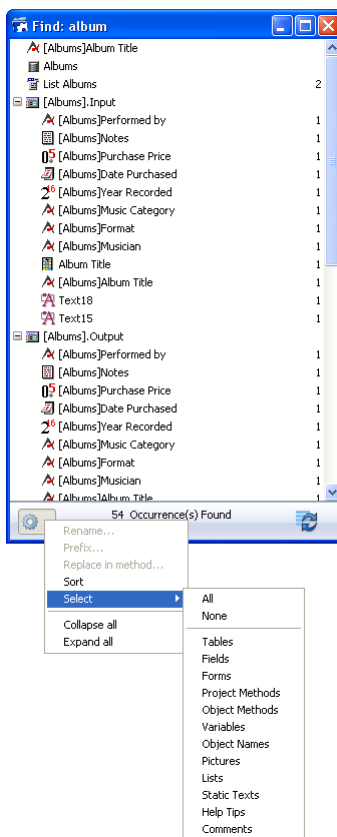 Find: album
[Albums]Album Title
Albums
List Albums 2
[Albums].Input
[Albums]Performed by 1
[Albums]Notes 1
[Albums]Purchase Price 1
[Albums]Date Purchased 1
[Albums]Year Recorded 1
[Albums]Music Category 1
[Albums]Format 1
[Albums]Musician 1
Album Title 1
[Albums]Album Title 1
Text18 1
Text15 1
[Albums].Output
[Albums]Performed by 1
[Albums]Notes 1
[Albums]Purchase Price 1
[Albums]Date Purchased 1
[Albums]Year Recorded 1
[Albums]Music Category 1
[Albums]Format 1
[Albums]Musician 1
[Albums]Album Title 1
54 Occurrence(s) Found
Rename...
Prefix...
Replace in method...
Sort
Select
Collapse all
Expand all
All
None
Tables
Fields
Forms
Project Methods
Object Methods
Variables
Object Names
Pictures
Lists
Static Texts
Help Tips
Comments